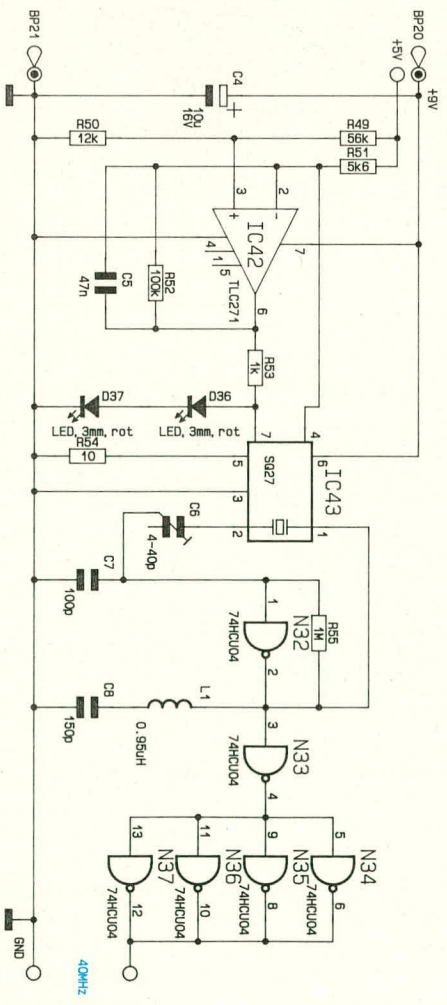 BP20
+9V
+5V
BP21
C4
+
10u
16V
R49
56k
R51
5k6
R50
12k
3
2
+
-
IC42
7
4
1
5
TLC271
6
R52
100k
C5
47n
R53
1k
D36
LED, 3mm, rot
D37
LED, 3mm, rot
R54
10
IC43
SQ27
4
6
7
5
3
2
1
C6
4-40p
C7
100p
R55
1M
N32
1
2
74HCU04
L1
0.95uH
C8
150p
N33
3
4
74HCU04
N34
5
6
74HCU04
N35
9
8
74HCU04
N36
11
10
74HCU04
N37
13
12
74HCU04
40MHz
GND